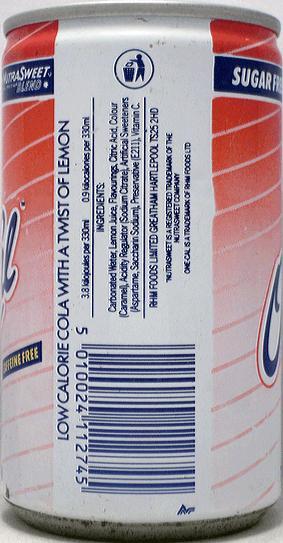 NUTRASWEET
BLEND
SUGAR FR
CAFFEINE FREE
LOW CALORIE COLA WITH A TWIST OF LEMON
3.8 kilojoules per 330ml 0.9 kilocalories per 330ml
INGREDIENTS:
Carbonated Water, Lemon Juice, Flavourings, Citric Acid, Colour
(Caramel), Acidity Regulator (Sodium Citrate), Artificial Sweeteners
(Aspartame, Saccharin Sodium), Preservative (E211), Vitamin C.
RHM FOODS LIMITED GREATHAM HARTLEPOOL TS25 2HD
'NUTRASWEET IS A REGISTERED TRADEMARK OF THE
NUTRASWEET COMPANY
ONE-CAL IS A TRADEMARK OF RHM FOODS LTD
5 010024 112745